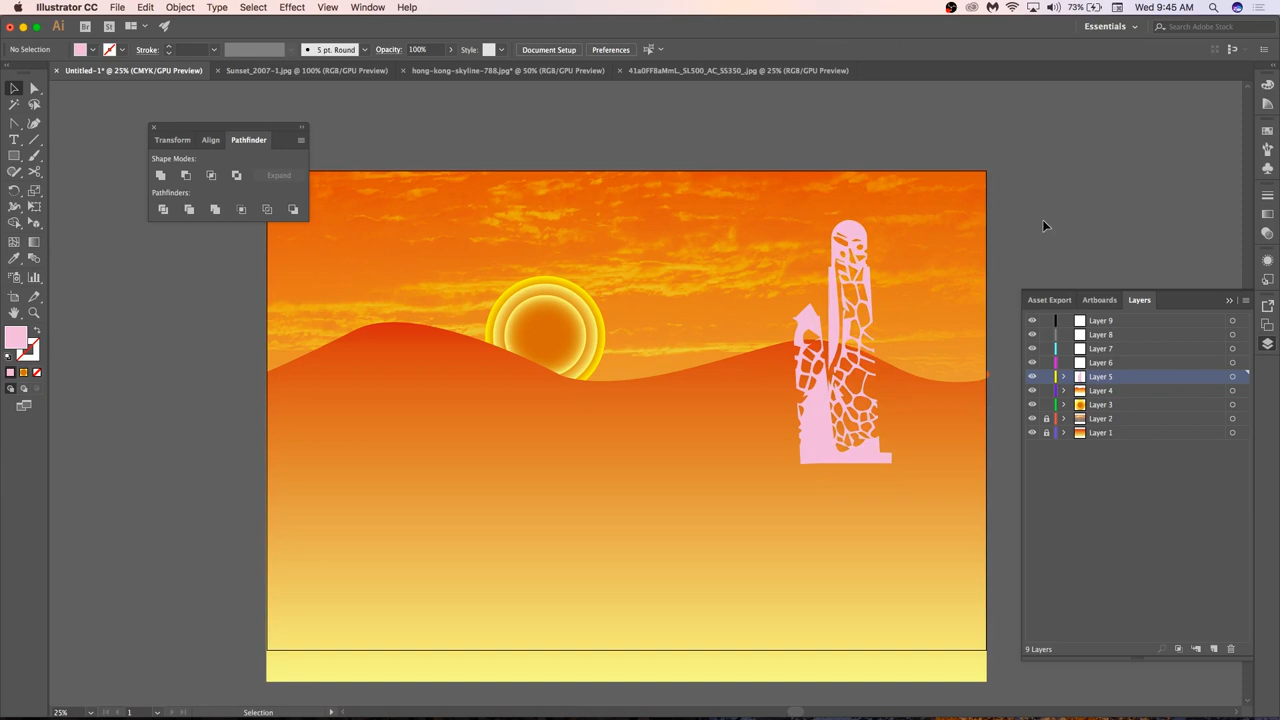 Illustrator CC File Edit Object Type Select Effect View Window Help 73% Wed 9:45 AM
Ai Br St Essentials Search Adobe Stock
No Selection Stroke: 5 pt. Round Opacity: 100% Style: Document Setup Preferences
Untitled-1* @ 25% (CMYK/GPU Preview) Sunset_2007-1.jpg @ 100% (RGB/GPU Preview) hong-kong-skyline-788.jpg* @ 50% (RGB/GPU Preview) 41a0FF8aMmL._SL500_AC_SS350_.jpg @ 25% (RGB/GPU Preview)
Transform Align Pathfinder
Shape Modes:
Expand
Pathfinders:
Asset Export Artboards Layers
Layer 9
Layer 8
Layer 7
Layer 6
Layer 5
Layer 4
Layer 3
Layer 2
Layer 1
9 Layers
25% 1 Selection